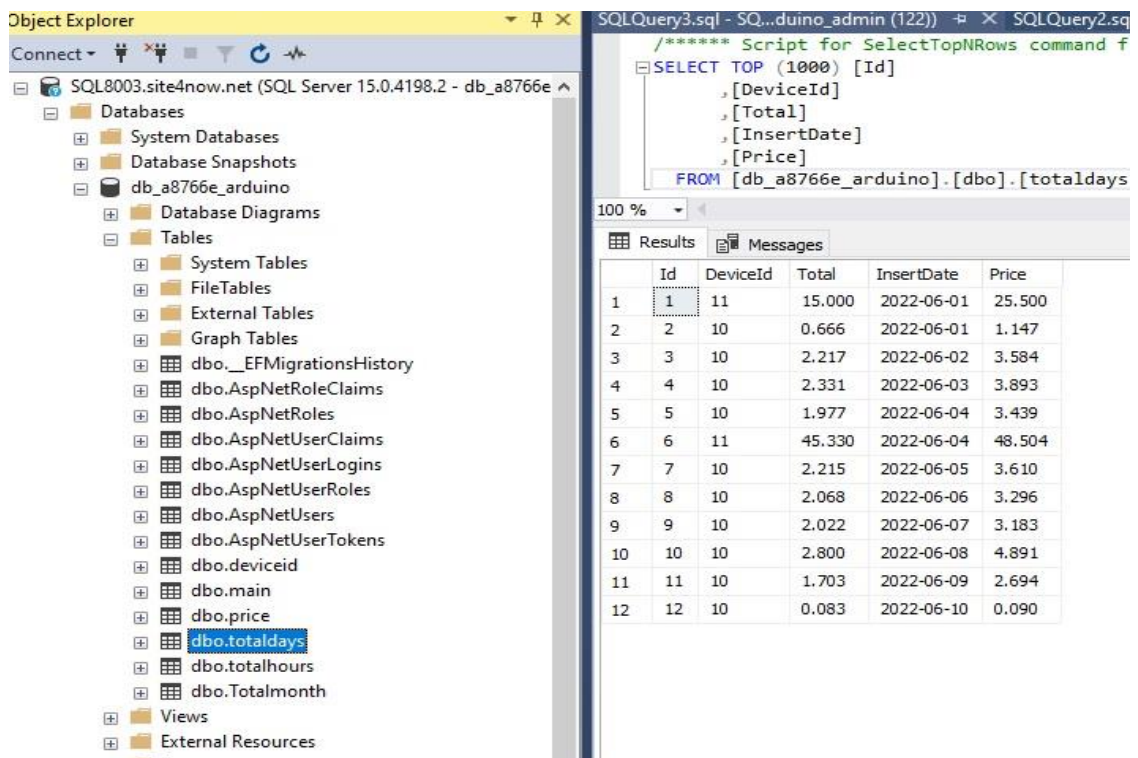 Object Explorer
Connect
SQL8003.site4now.net (SQL Server 15.0.4198.2 - db_a8766e
Databases
System Databases
Database Snapshots
db_a8766e_arduino
Database Diagrams
Tables
System Tables
FileTables
External Tables
Graph Tables
dbo.__EFMigrationsHistory
dbo.AspNetRoleClaims
dbo.AspNetRoles
dbo.AspNetUserClaims
dbo.AspNetUserLogins
dbo.AspNetUserRoles
dbo.AspNetUsers
dbo.AspNetUserTokens
dbo.deviceid
dbo.main
dbo.price
dbo.totaldays
dbo.totalhours
dbo.Totalmonth
Views
External Resources
SQLQuery3.sql - SQ...duino_admin (122)) SQLQuery2.sq
/****** Script for SelectTopNRows command f
SELECT TOP (1000) [Id]
,[DeviceId]
,[Total]
,[InsertDate]
,[Price]
FROM [db_a8766e_arduino].[dbo].[totaldays
100 %
Results Messages
Id DeviceId Total InsertDate Price
1 1 11 15.000 2022-06-01 25.500
2 2 10 0.666 2022-06-01 1.147
3 3 10 2.217 2022-06-02 3.584
4 4 10 2.331 2022-06-03 3.893
5 5 10 1.977 2022-06-04 3.439
6 6 11 45.330 2022-06-04 48.504
7 7 10 2.215 2022-06-05 3.610
8 8 10 2.068 2022-06-06 3.296
9 9 10 2.022 2022-06-07 3.183
10 10 10 2.800 2022-06-08 4.891
11 11 10 1.703 2022-06-09 2.694
12 12 10 0.083 2022-06-10 0.090